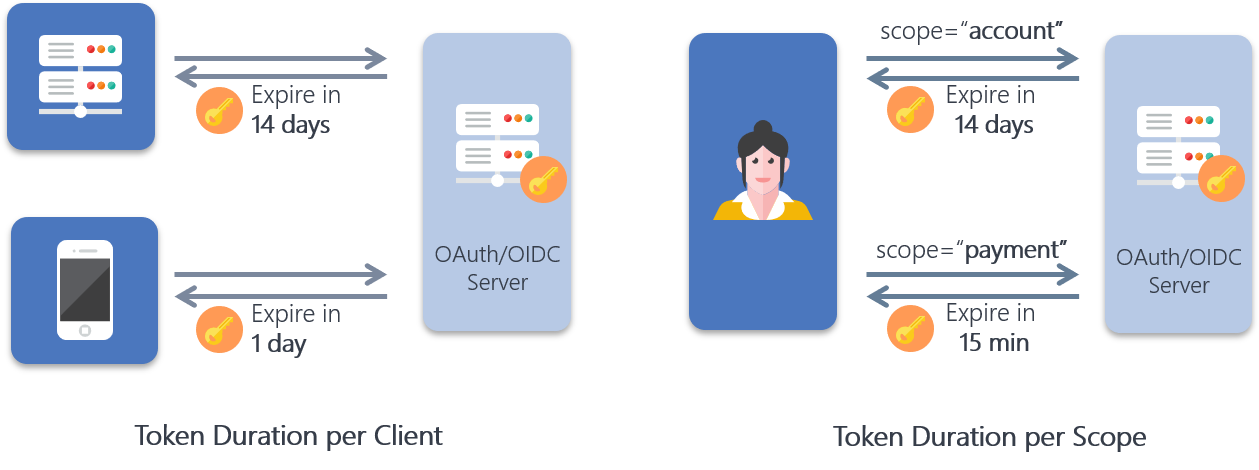 Expire in
14 days
OAuth/OIDC
Server
Expire in
1 day
Token Duration per Client
scope=“account”
Expire in
14 days
scope=“payment”
OAuth/OIDC
Server
Expire in
15 min
Token Duration per Scope